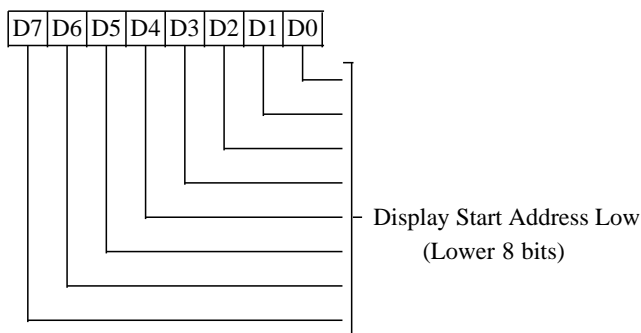 D7 D6 D5 D4 D3 D2 D1 D0
Display Start Address Low
(Lower 8 bits)